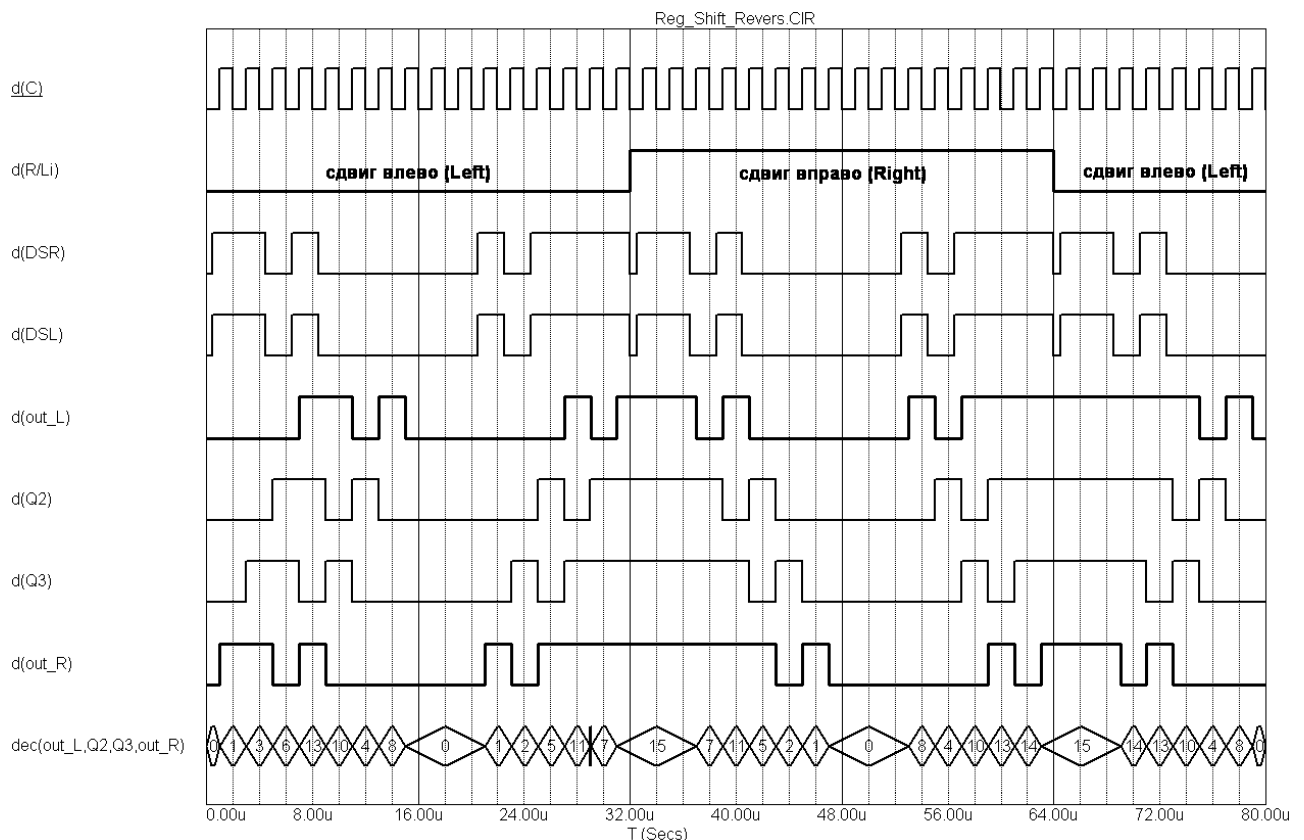 Reg_Shift_Revers.CIR
d(C)
d(R/Li)
сдвиг влево (Left)
сдвиг вправо (Right)
сдвиг влево (Left)
d(DSR)
d(DSL)
d(out_L)
d(Q2)
d(Q3)
d(out_R)
dec(out_L,Q2,Q3,out_R)
0 1 3 6 13 10 4 8 0 1 2 5 11 7 15 7 11 5 2 1 0 8 4 10 13 14 15 14 13 10 4 8 0
0.00u 8.00u 16.00u 24.00u 32.00u 40.00u 48.00u 56.00u 64.00u 72.00u 80.00u
T (Secs)